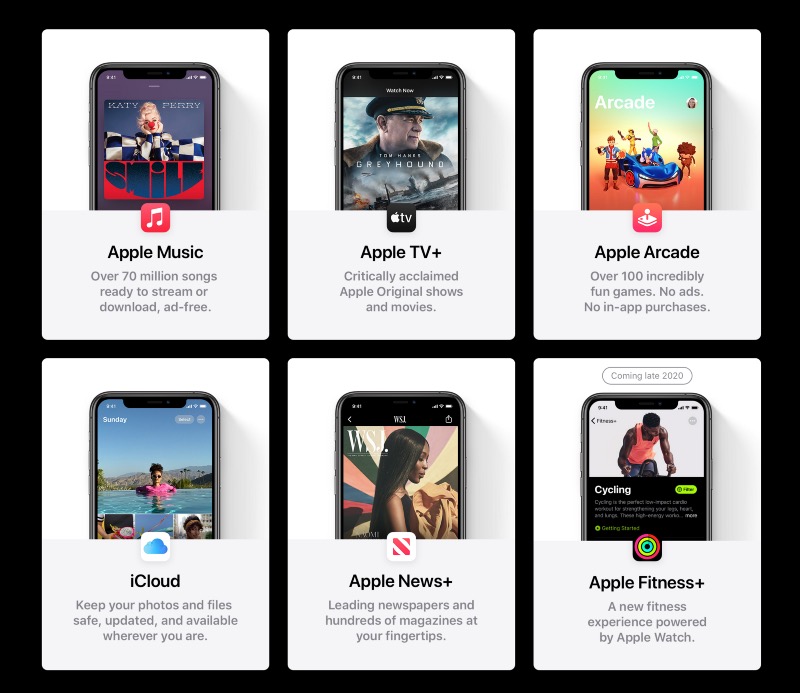 9:41
KATY PERRY
SMILE
Apple Music
Over 70 million songs
ready to stream or
download, ad-free.
9:41
Watch Now
TOM HANKS
GREYHOUND
tv
Apple TV+
Critically acclaimed
Apple Original shows
and movies.
9:41
Arcade
Apple Arcade
Over 100 incredibly
fun games. No ads.
No in-app purchases.
9:41
Sunday
Select
iCloud
Keep your photos and files
safe, updated, and available
wherever you are.
9:41
WSJ.
WSJ.
NAOMI
Apple News+
Leading newspapers and
hundreds of magazines at
your fingertips.
Coming late 2020
9:41
Fitness+
Cycling
Filter
Cycling is the perfect low-impact cardio
workout for strengthening your legs, heart,
and lungs. These high-energy worko... more
Getting Started
Apple Fitness+
A new fitness
experience powered
by Apple Watch.